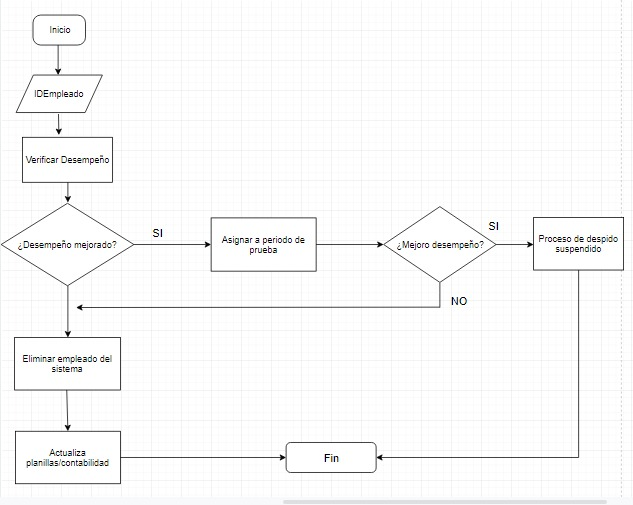 Inicio
IDEmpleado
Verificar Desempeño
¿Desempeño mejorado?
SI
Asignar a periodo de
prueba
¿Mejoro desempeño?
SI
Proceso de despido
suspendido
NO
Eliminar empleado del
sistema
Actualiza
planillas/contabilidad
Fin